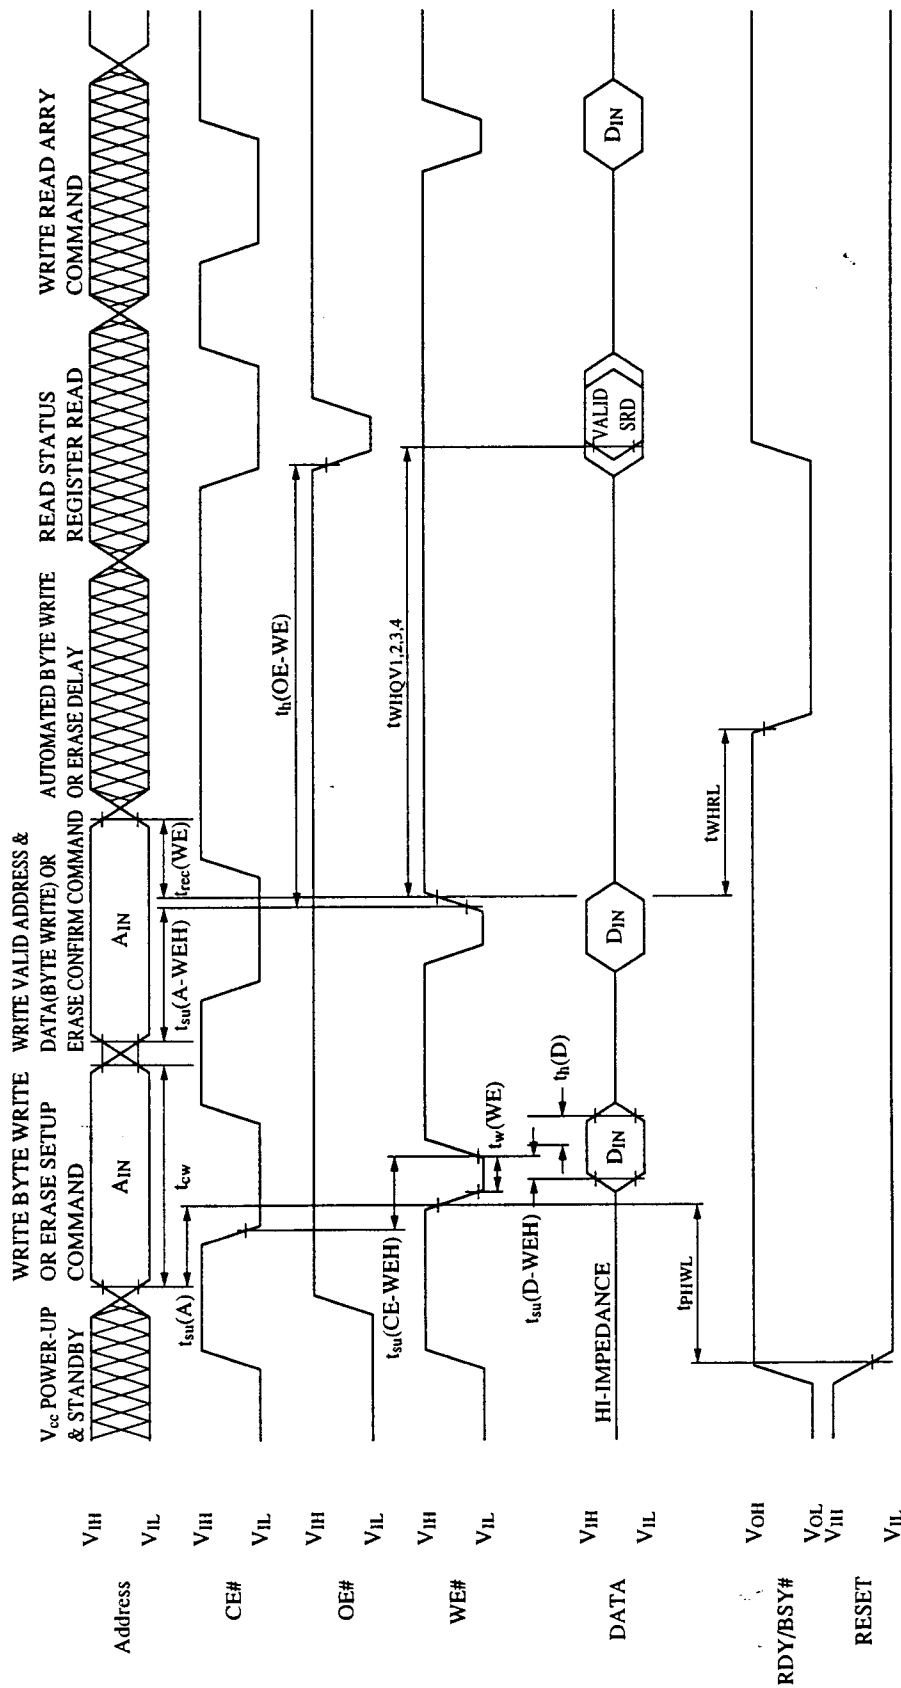 V_cc POWER-UP
& STANDBY
WRITE BYTE WRITE
OR ERASE SETUP
COMMAND
WRITE VALID ADDRESS &
DATA(BYTE WRITE) OR
ERASE CONFIRM COMMAND
AUTOMATED BYTE WRITE
OR ERASE DELAY
READ STATUS
REGISTER READ
WRITE READ ARRY
COMMAND
Address
VIH
VIL
AIN
AIN
tsu(A)
tcw
tsu(A-WEH)
trec(WE)
CE#
VIH
VIL
OE#
VIH
VIL
th(OE-WE)
tsu(CE-WEH)
WE#
VIH
VIL
tw(WE)
tWHQV1,2,3,4
tsu(D-WEH)
th(D)
DATA
VIH
VIL
HI-IMPEDANCE
DIN
DIN
VALID
SRD
DIN
tPHWL
tWHRL
RDY/BSY#
VOH
VOL
RESET
VIH
VIL